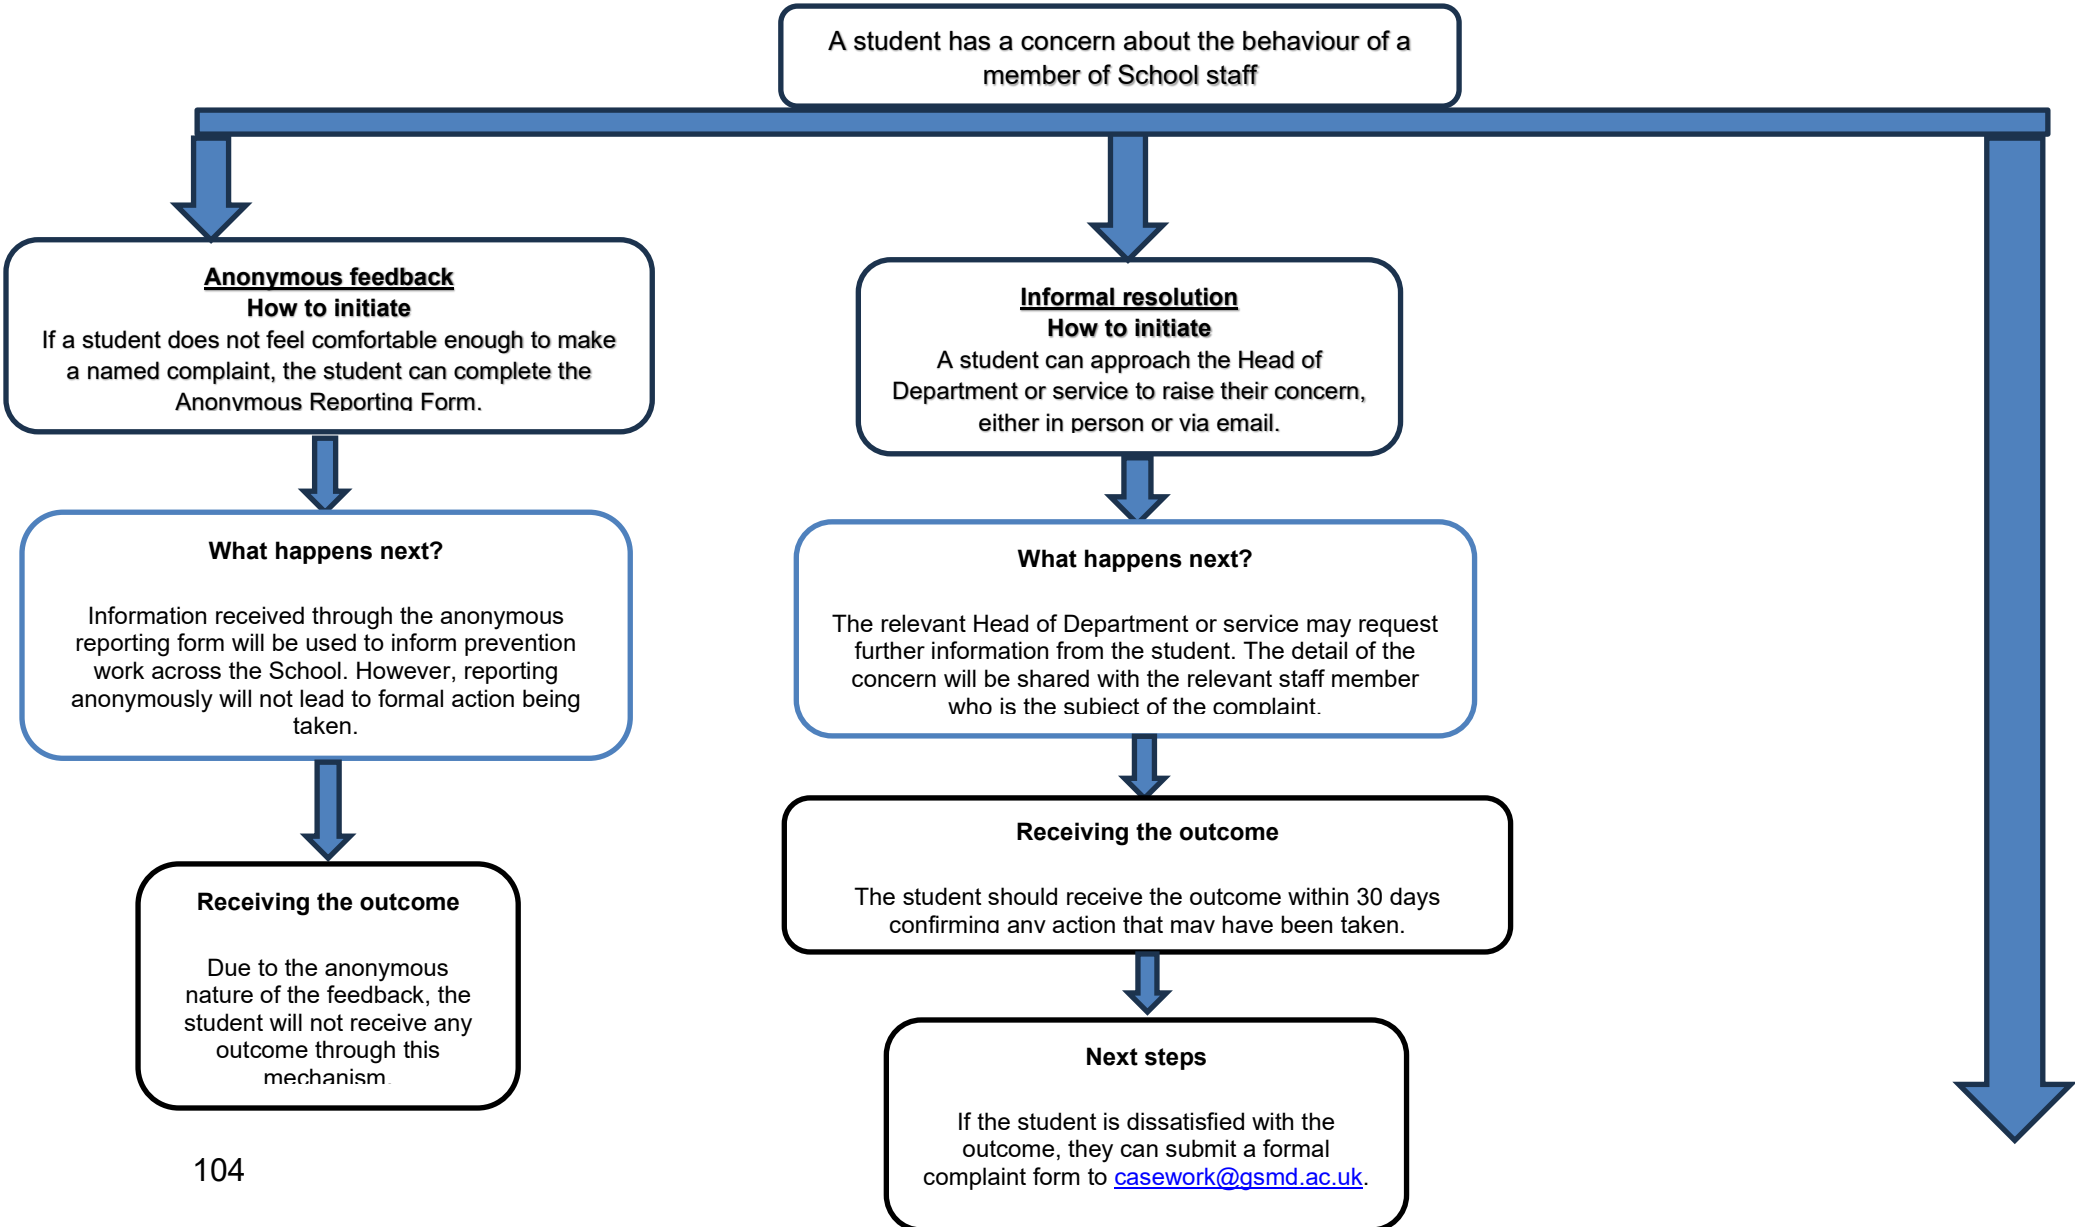 A student has a concern about the behaviour of a
member of School staff
Anonymous feedback
How to initiate
If a student does not feel comfortable enough to make
a named complaint, the student can complete the
Anonymous Reporting Form.
What happens next?
Information received through the anonymous
reporting form will be used to inform prevention
work across the School. However, reporting
anonymously will not lead to formal action being
taken.
Receiving the outcome
Due to the anonymous
nature of the feedback, the
student will not receive any
outcome through this
mechanism.
Informal resolution
How to initiate
A student can approach the Head of
Department or service to raise their concern,
either in person or via email.
What happens next?
The relevant Head of Department or service may request
further information from the student. The detail of the
concern will be shared with the relevant staff member
who is the subject of the complaint.
Receiving the outcome
The student should receive the outcome within 30 days
confirming any action that may have been taken.
Next steps
If the student is dissatisfied with the
outcome, they can submit a formal
complaint form to casework@gsmd.ac.uk.
104